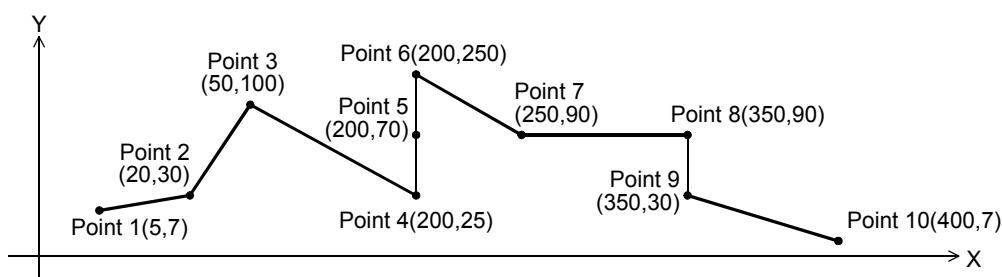 Y
Point 6(200,250)
Point 3
(50,100)
Point 7
(250,90)
Point 5
(200,70)
Point 8(350,90)
Point 2
(20,30)
Point 9
(350,30)
Point 1(5,7)
Point 4(200,25)
Point 10(400,7)
X